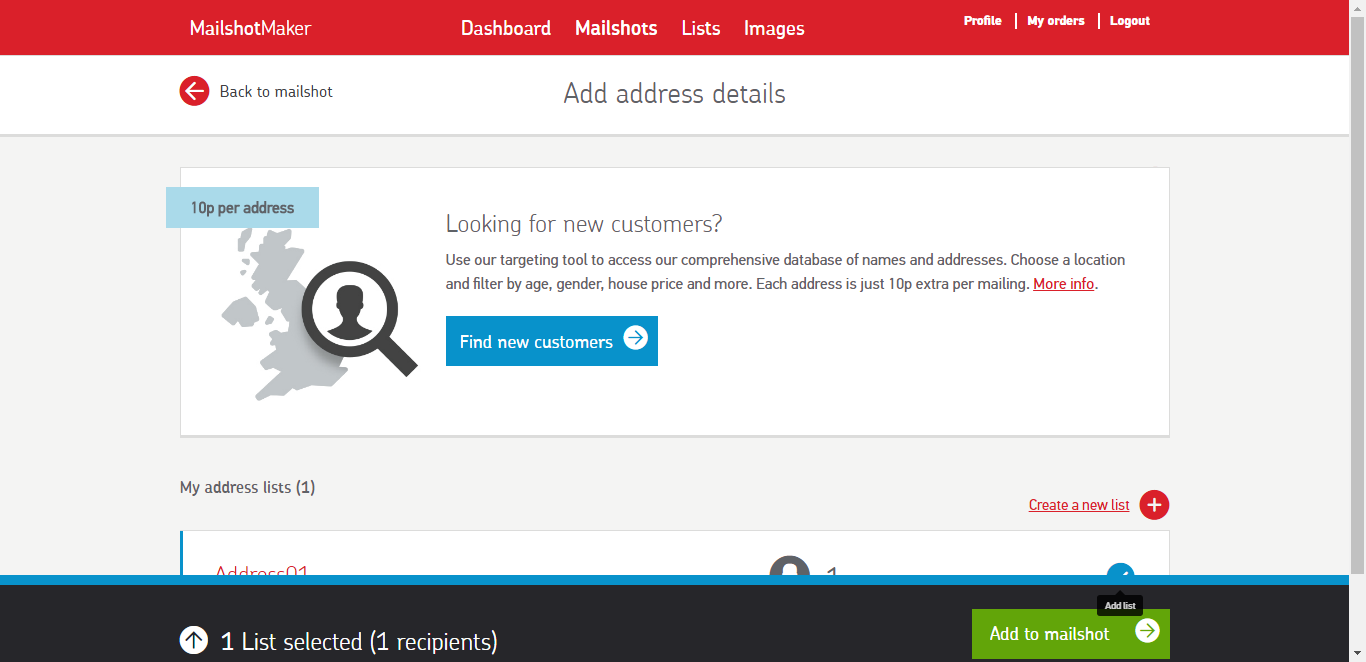 MailshotMaker
Dashboard Mailshots Lists Images
Profile My orders Logout
Back to mailshot
Add address details
10p per address
Looking for new customers?
Use our targeting tool to access our comprehensive database of names and addresses. Choose a location
and filter by age, gender, house price and more. Each address is just 10p extra per mailing. More info.
Find new customers
My address lists (1)
Create a new list
Address01 1
Add list
1 List selected (1 recipients)
Add to mailshot